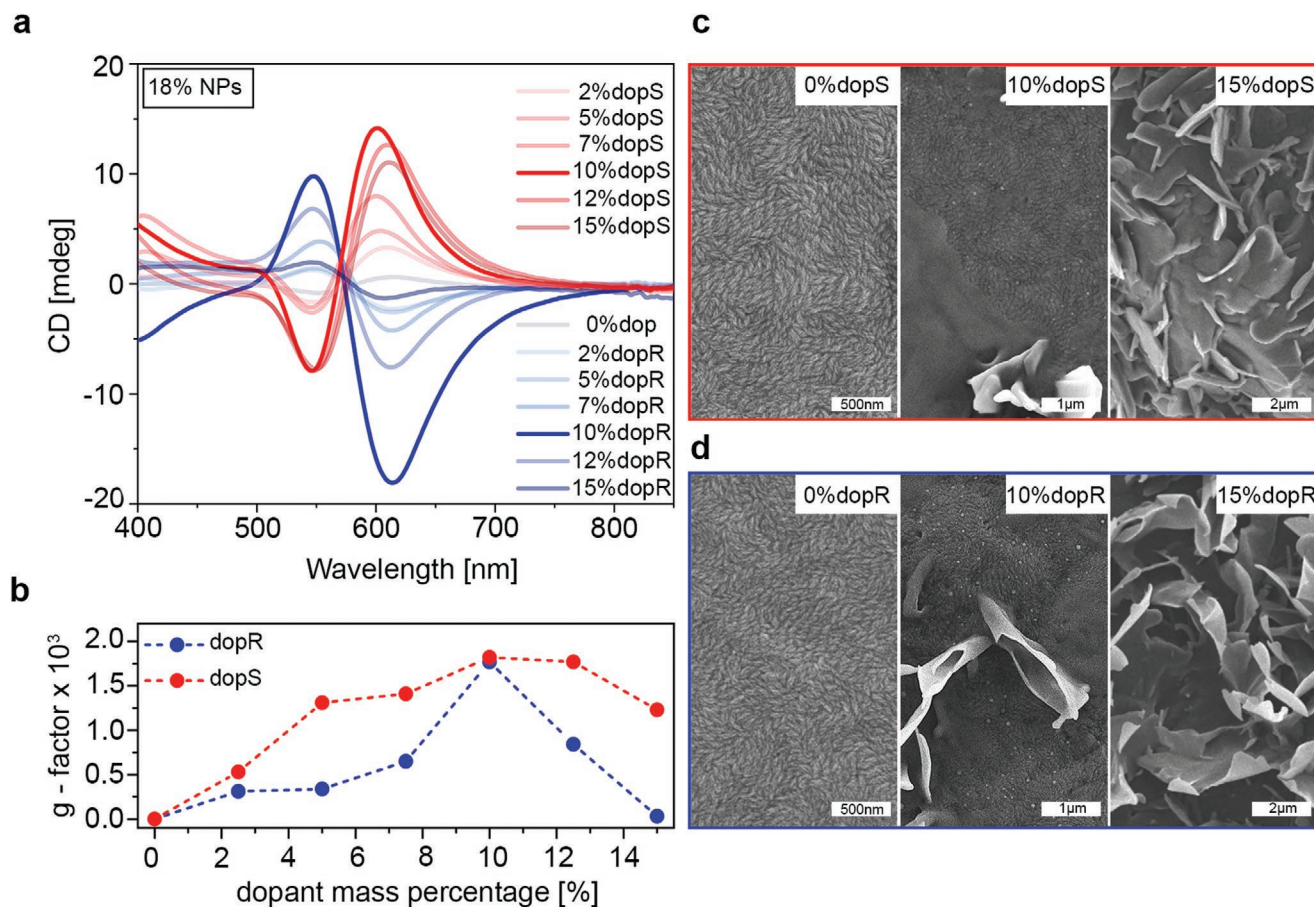 a
18% NPs
CD [mdeg]
20
10
0
-10
-20
2%dopS
5%dopS
7%dopS
10%dopS
12%dopS
15%dopS
0%dop
2%dopR
5%dopR
7%dopR
10%dopR
12%dopR
15%dopR
400 500 600 700 800
Wavelength [nm]
b
g - factor x 10³
2.0
1.5
1.0
0.5
0.0
dopR
dopS
0 2 4 6 8 10 12 14
dopant mass percentage [%]
c
0%dopS
500nm
10%dopS
1μm
15%dopS
2μm
d
0%dopR
500nm
10%dopR
1μm
15%dopR
2μm